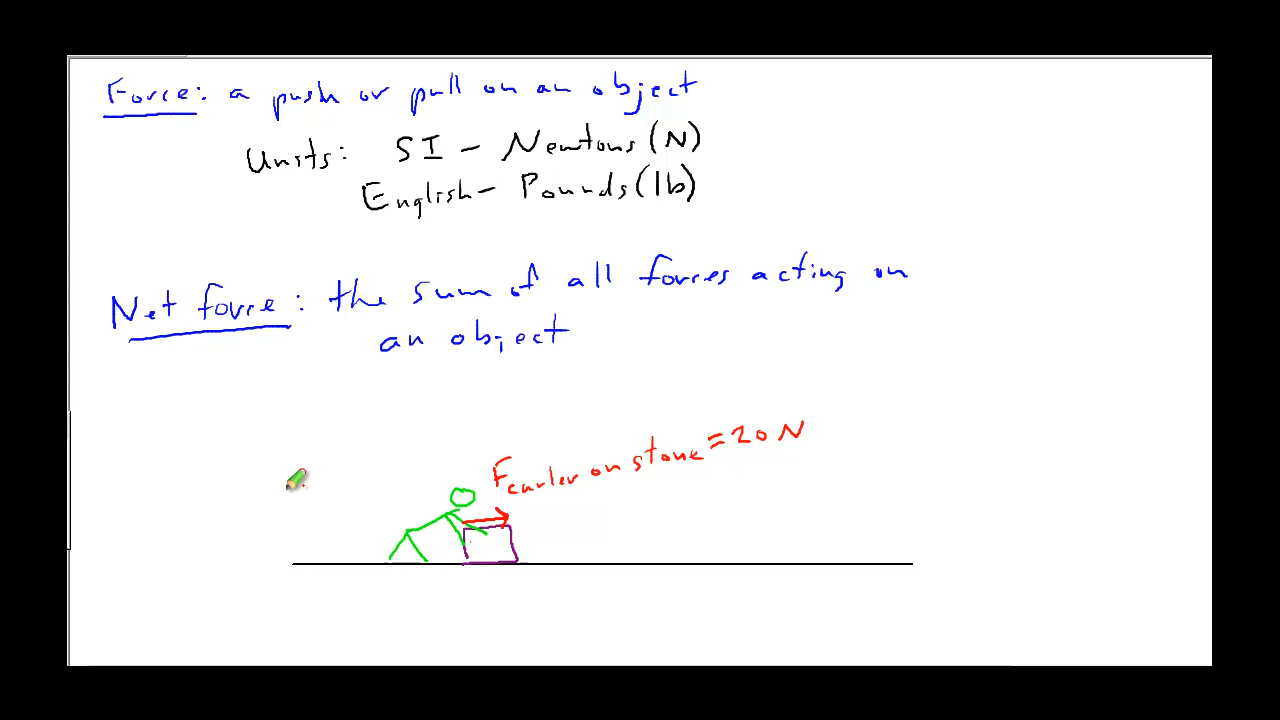 Force: a push or pull on an object
Units: SI - Newtons (N)
English - Pounds (lb)
Net force: the sum of all forces acting on
an object
Fcurler on stone = 20 N